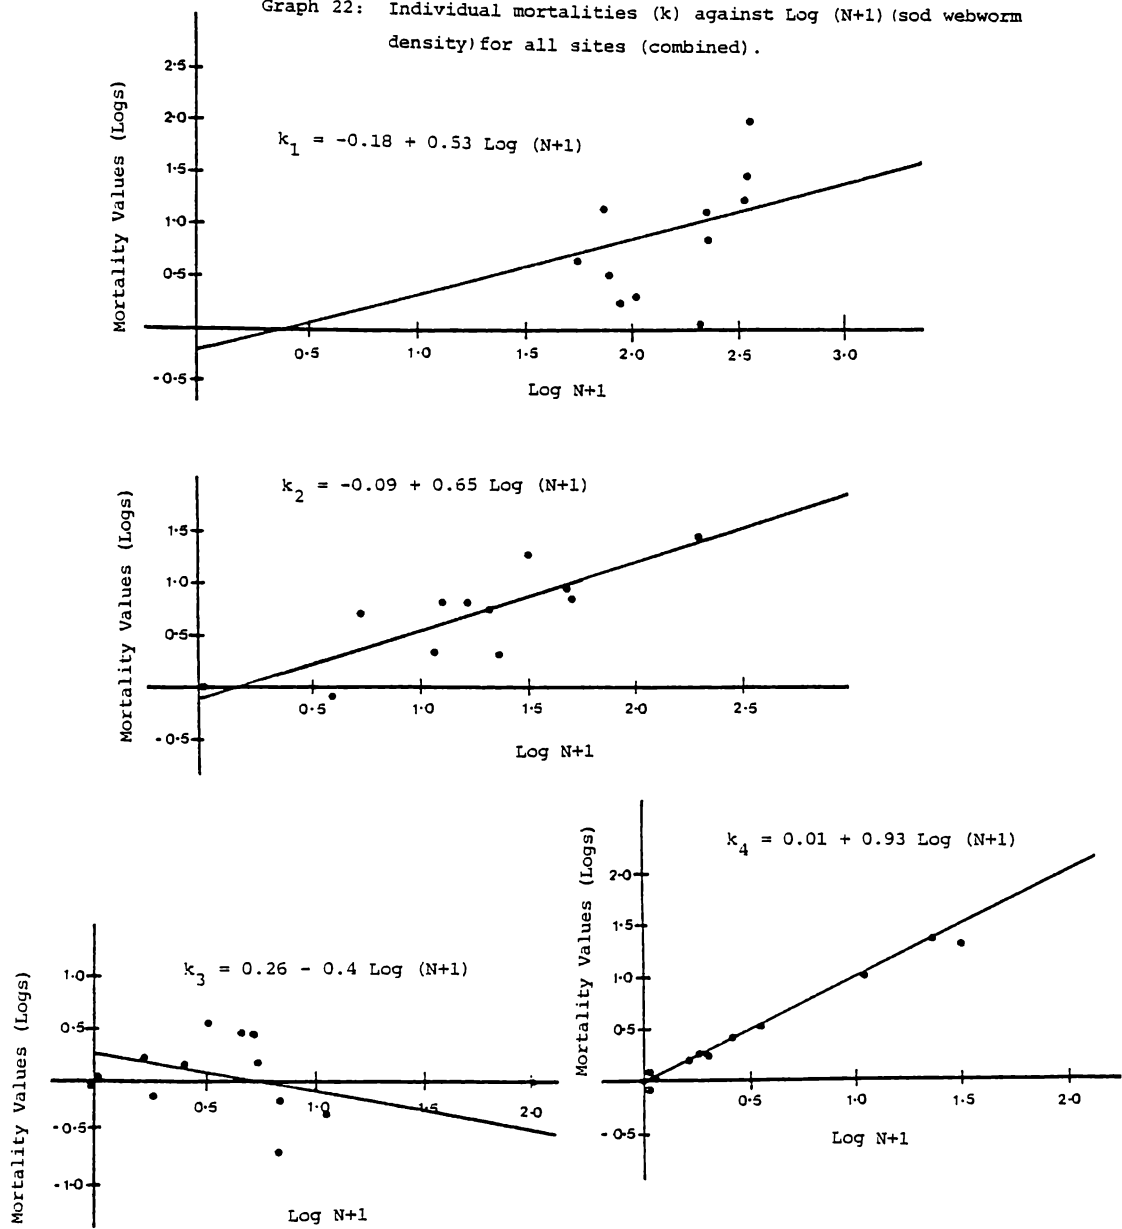 Graph 22: Individual mortalities (k) against Log (N+1) (sod webworm
density) for all sites (combined).
Mortality Values (Logs)
2·5
2·0
1·5
1·0
0·5
-0·5
k1 = -0.18 + 0.53 Log (N+1)
0·5 1·0 1·5 2·0 2·5 3·0
Log N+1
Mortality Values (Logs)
1·5
1·0
0·5
-0·5
k2 = -0.09 + 0.65 Log (N+1)
0·5 1·0 1·5 2·0 2·5
Log N+1
Mortality Values (Logs)
1·0
0·5
-0·5
-1·0
k3 = 0.26 - 0.4 Log (N+1)
0·5 1·0 1·5 2·0
Log N+1
Mortality Values (Logs)
2·0
1·5
1·0
0·5
-0·5
k4 = 0.01 + 0.93 Log (N+1)
0·5 1·0 1·5 2·0
Log N+1